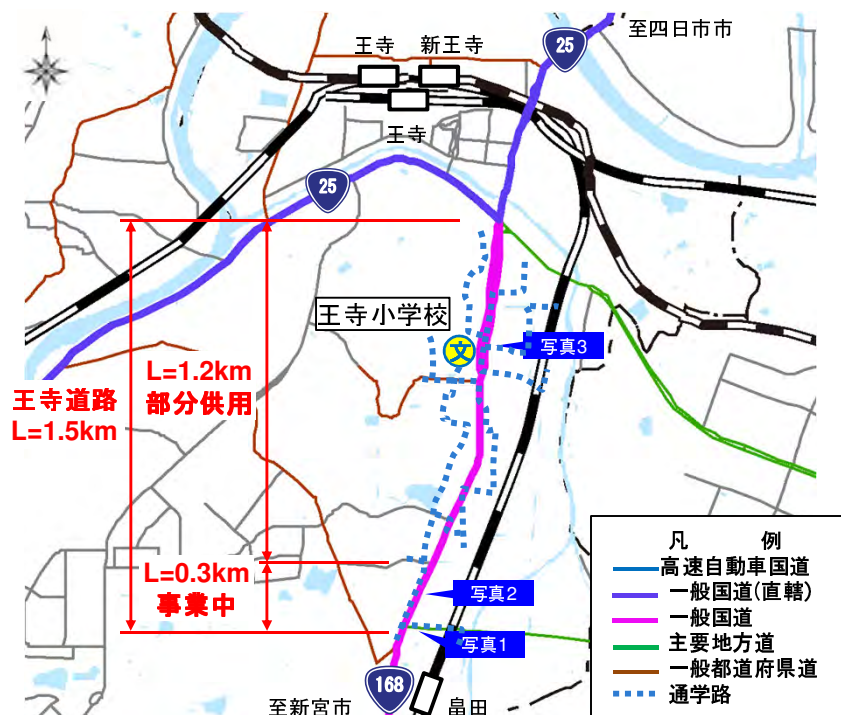 至四日市市
25
王寺
新王寺
王寺
25
王寺小学校
文
写真3
L=1.2km
部分供用
王寺道路
L=1.5km
L=0.3km
事業中
写真2
写真1
168
至新宮市
畠田
凡 例
高速自動車国道
一般国道(直轄)
一般国道
主要地方道
一般都道府県道
通学路